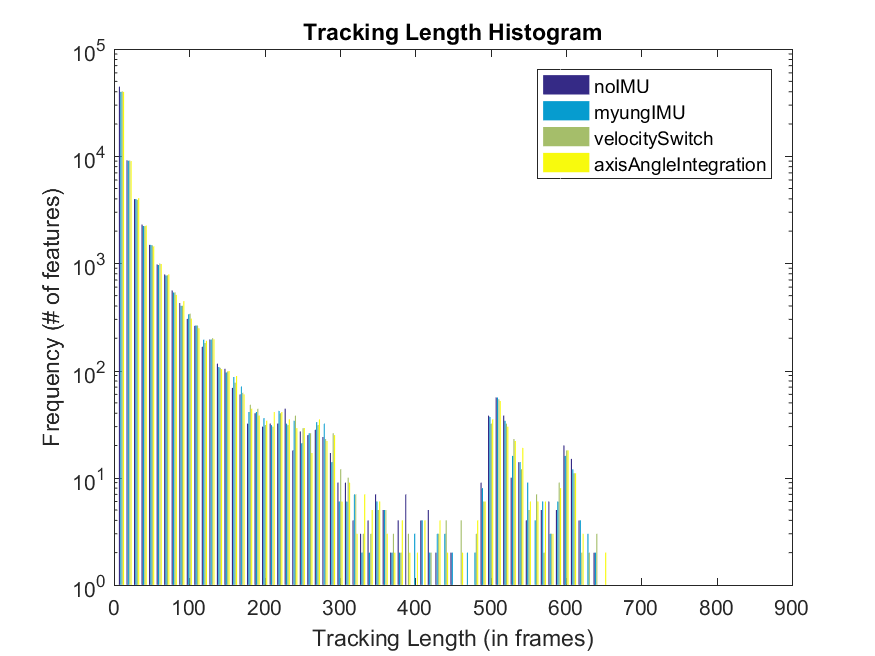 Tracking Length Histogram
noIMU
myungIMU
velocitySwitch
axisAngleIntegration
Frequency (# of features)
10^5
10^4
10^3
10^2
10^1
10^0
0 100 200 300 400 500 600 700 800 900
Tracking Length (in frames)